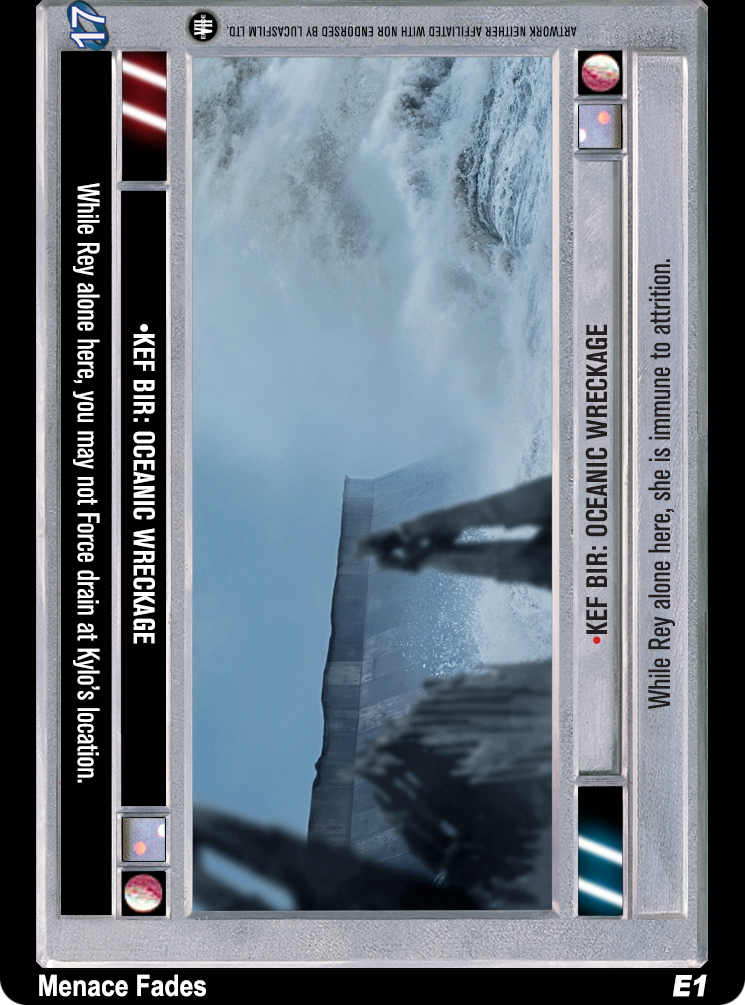 17
ARTWORK NEITHER AFFILIATED WITH NOR ENDORSED BY LUCASFILM LTD.
While Rey alone here, you may not Force drain at Kylo's location.
•KEF BIR: OCEANIC WRECKAGE
•KEF BIR: OCEANIC WRECKAGE
While Rey alone here, she is immune to attrition.
Menace Fades
E1